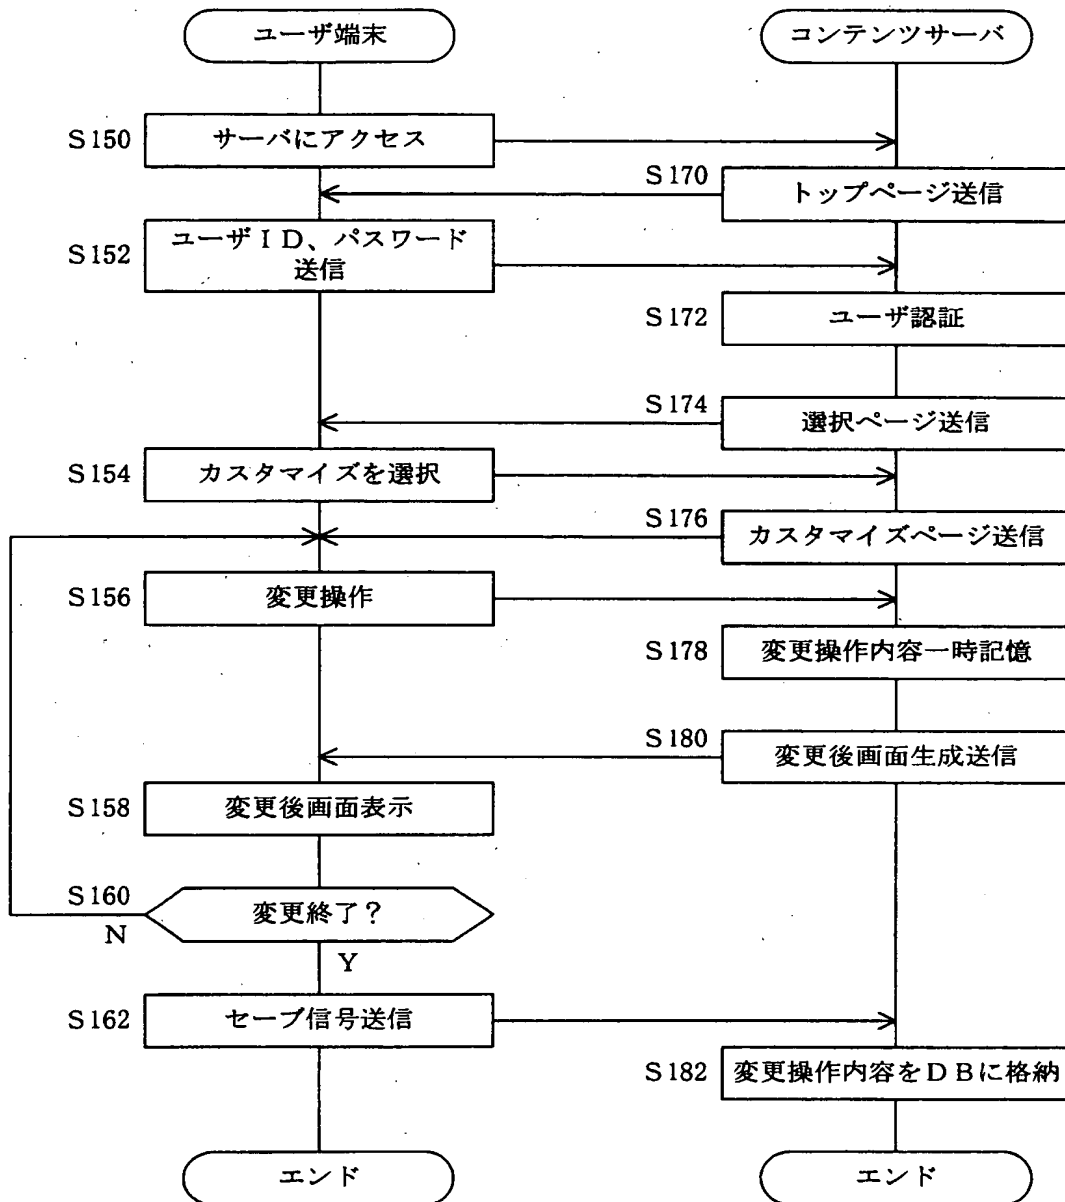 ユーザ端末
コンテンツサーバ
S150
サーバにアクセス
S170
トップページ送信
S152
ユーザID、パスワード
送信
S172
ユーザ認証
S174
選択ページ送信
S154
カスタマイズを選択
S176
カスタマイズページ送信
S156
変更操作
S178
変更操作内容一時記憶
S180
変更後画面生成送信
S158
変更後画面表示
S160
変更終了?
N
Y
S162
セーブ信号送信
S182
変更操作内容をDBに格納
エンド
エンド